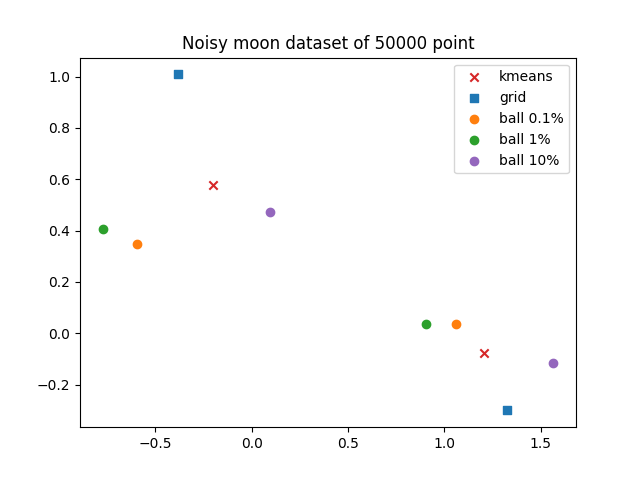 Noisy moon dataset of 50000 point
kmeans
grid
ball 0.1%
ball 1%
ball 10%
1.0
0.8
0.6
0.4
0.2
0.0
−0.2
−0.5
0.0
0.5
1.0
1.5